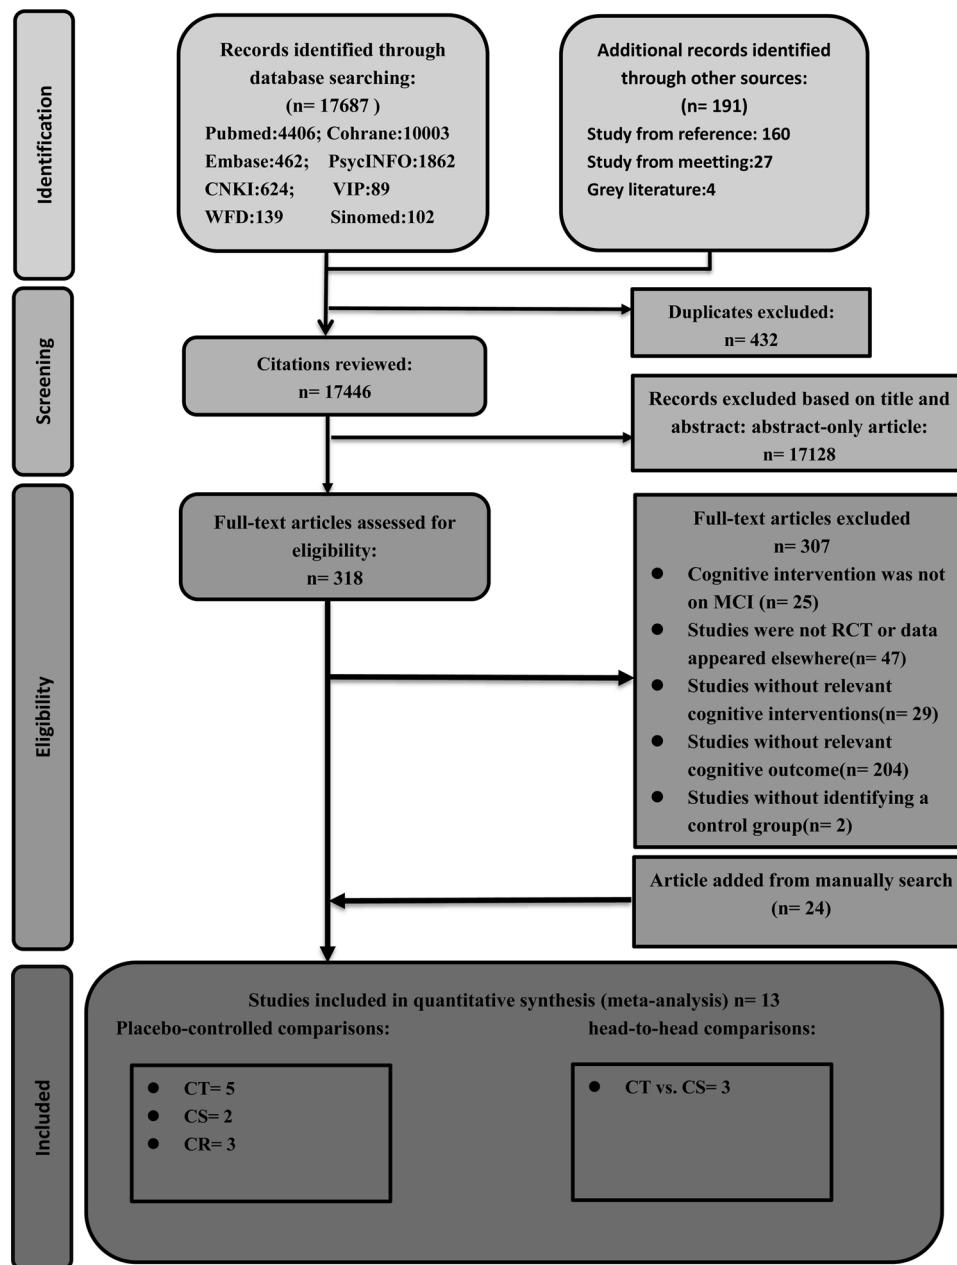 Identification
Records identified through
database searching:
(n= 17687 )
Pubmed:4406; Cohrane:10003
Embase:462; PsycINFO:1862
CNKI:624; VIP:89
WFD:139 Sinomed:102
Additional records identified
through other sources:
(n= 191)
Study from reference: 160
Study from meetting:27
Grey literature:4
Screening
Duplicates excluded:
n= 432
Citations reviewed:
n= 17446
Records excluded based on title and
abstract: abstract-only article:
n= 17128
Eligibility
Full-text articles assessed for
eligibility:
n= 318
Full-text articles excluded
n= 307
● Cognitive intervention was not
on MCI (n= 25)
● Studies were not RCT or data
appeared elsewhere(n= 47)
● Studies without relevant
cognitive interventions(n= 29)
● Studies without relevant
cognitive outcome(n= 204)
● Studies without identifying a
control group(n= 2)
Article added from manually search
(n= 24)
Included
Studies included in quantitative synthesis (meta-analysis) n= 13
Placebo-controlled comparisons:
● CT= 5
● CS= 2
● CR= 3
head-to-head comparisons:
● CT vs. CS= 3